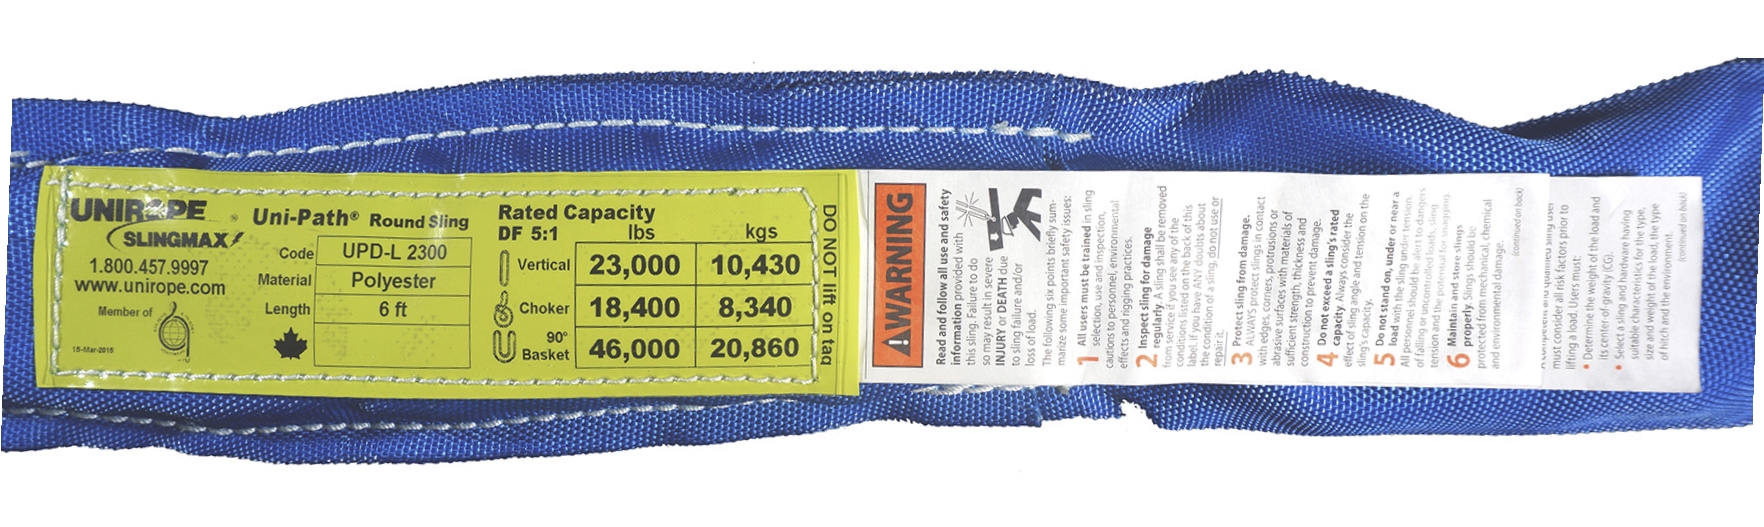 UNIROPE ®
SLINGMAX
1.800.457.9997
www.unirope.com
Member of
15-Mar-2015
Uni-Path® Round Sling
Code UPD-L 2300
Material Polyester
Length 6 ft
Rated Capacity
DF 5:1 lbs kgs
Vertical 23,000 10,430
Choker 18,400 8,340
90°
Basket 46,000 20,860
DO NOT lift on tag
WARNING
Read and follow all use and safety
information provided with
this sling. Failure to do
so may result in severe
INJURY or DEATH due
to sling failure and/or
loss of load.
The following six points briefly sum-
marize some important safety issues:
1 All users must be trained in sling
selection, use and inspection,
cautions to personnel, environmental
effects and rigging practices.
2 Inspect sling for damage
regularly. A sling shall be removed
from service if you see any of the
conditions listed on the back of this
label. If you have ANY doubts about
the condition of a sling, do not use or
repair it.
3 Protect sling from damage.
ALWAYS protect slings in contact
with edges, corners, protrusions or
abrasive surfaces with materials of
sufficient strength, thickness and
construction to prevent damage.
4 Do not exceed a sling's rated
capacity. Always consider the
effect of sling angle and tension on the
sling's capacity.
5 Do not stand on, under or near a
load with the sling under tension.
All personnel should be alert to dangers
of falling or uncontrolled loads, sling
tension and the potential for snagging.
6 Maintain and store slings
properly. Slings should be
protected from mechanical, chemical
and environmental damage.
(continued on back)
must consider all risk factors prior to
lifting a load. Users must:
• Determine the weight of the load and
its center-of-gravity (CG).
• Select a sling and hardware having
suitable characteristics for the type,
size and weight of the load, the type
of hitch and the environment.
(continued on back)